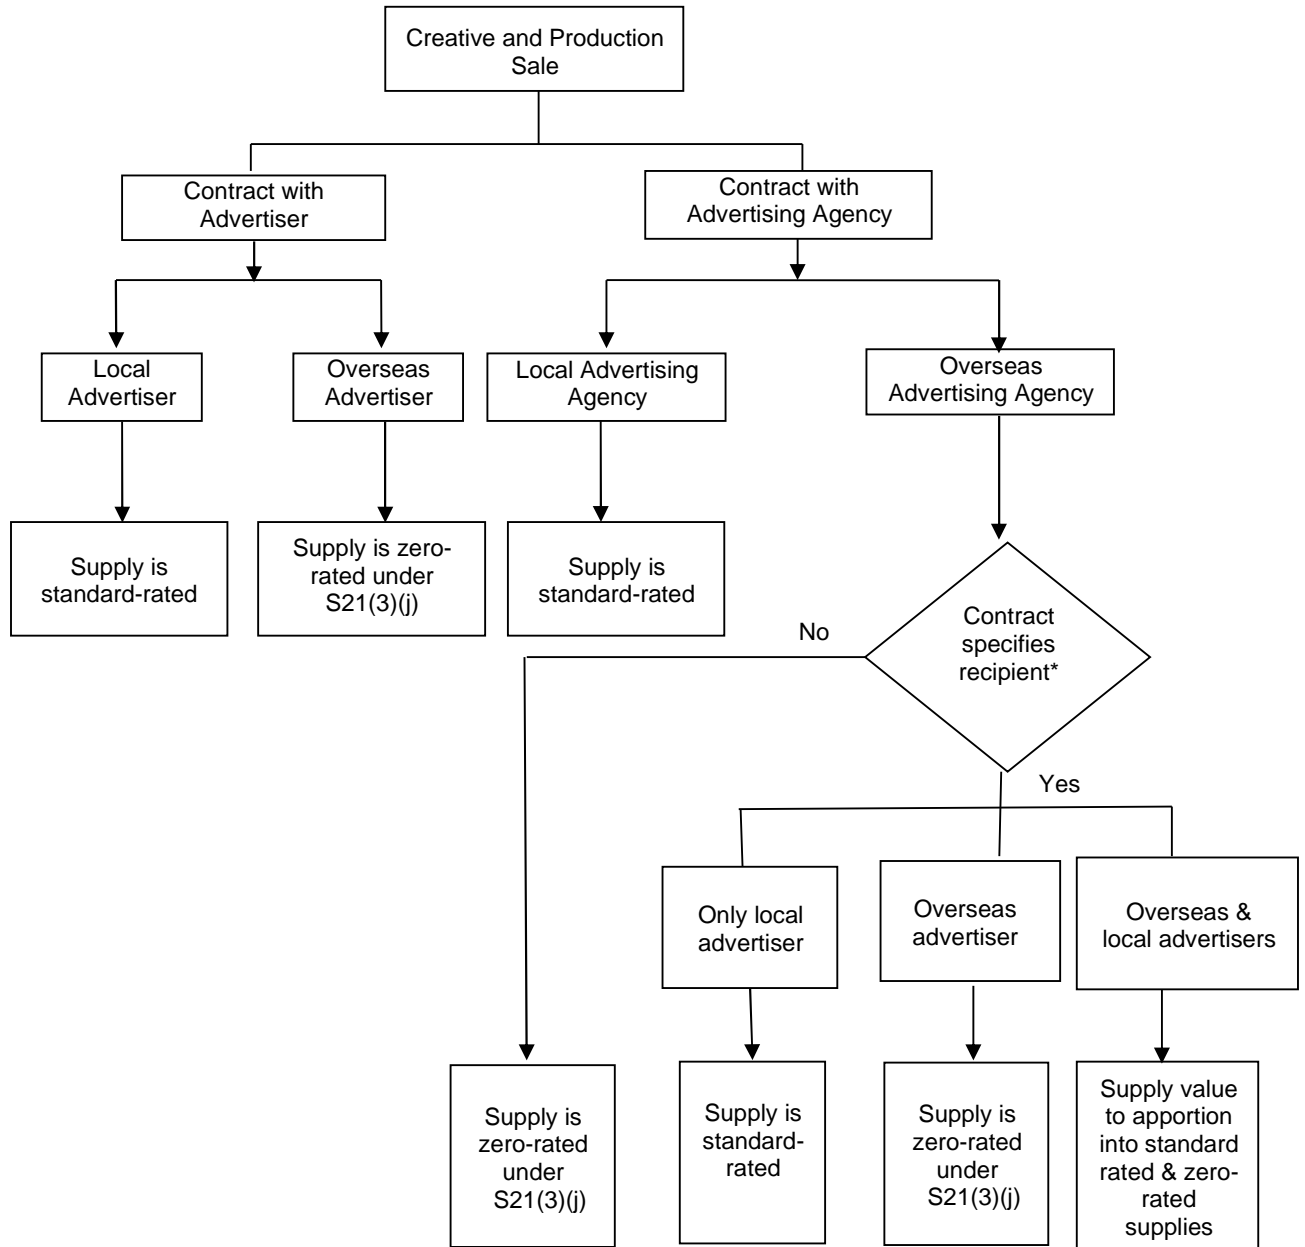 Creative and Production
Sale
Contract with
Advertiser
Contract with
Advertising Agency
Local
Advertiser
Overseas
Advertiser
Local Advertising
Agency
Overseas
Advertising Agency
Supply is
standard-rated
Supply is zero-
rated under
S21(3)(j)
Supply is
standard-rated
Contract
specifies
recipient*
No
Yes
Only local
advertiser
Overseas
advertiser
Overseas &
local advertisers
Supply is
zero-rated
under
S21(3)(j)
Supply is
standard-
rated
Supply is
zero-rated
under
S21(3)(j)
Supply value
to apportion
into standard
rated & zero-
rated
supplies